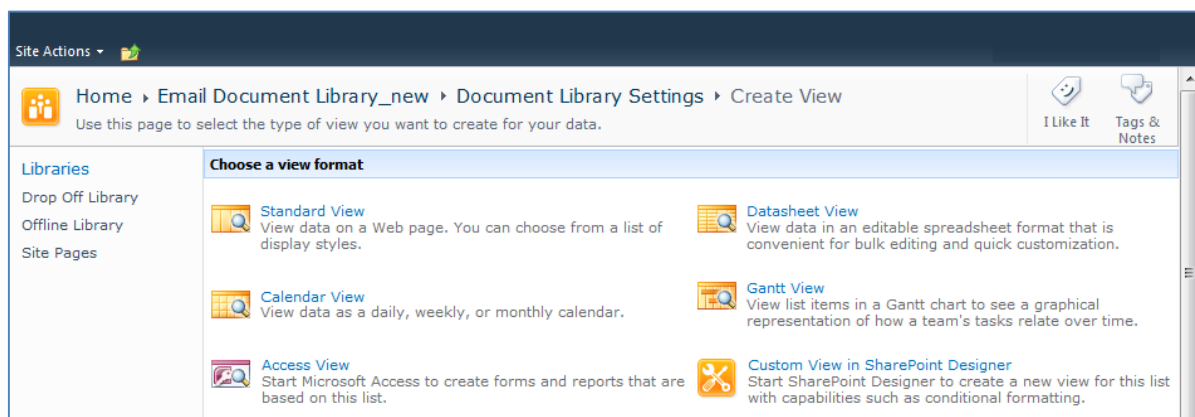 Site Actions
Home ▸ Email Document Library_new ▸ Document Library Settings ▸ Create View
Use this page to select the type of view you want to create for your data.
I Like It
Tags &
Notes
Libraries
Drop Off Library
Offline Library
Site Pages
Choose a view format
Standard View
View data on a Web page. You can choose from a list of
display styles.
Datasheet View
View data in an editable spreadsheet format that is
convenient for bulk editing and quick customization.
Calendar View
View data as a daily, weekly, or monthly calendar.
Gantt View
View list items in a Gantt chart to see a graphical
representation of how a team's tasks relate over time.
Access View
Start Microsoft Access to create forms and reports that are
based on this list.
Custom View in SharePoint Designer
Start SharePoint Designer to create a new view for this list
with capabilities such as conditional formatting.